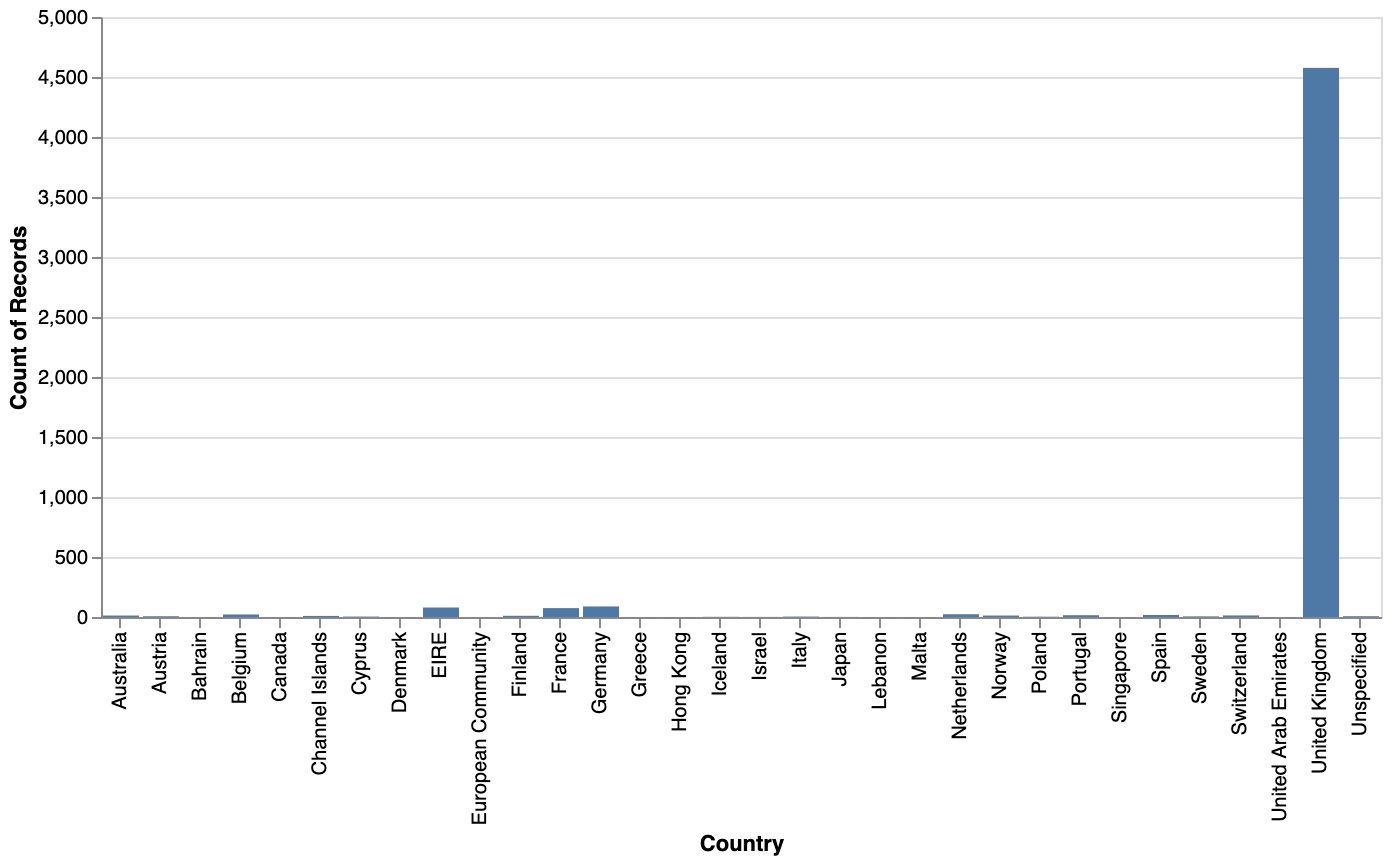 5,000
4,500
4,000
3,500
3,000
2,500
2,000
1,500
1,000
500
0
Count of Records
Australia
Austria
Bahrain
Belgium
Canada
Channel Islands
Cyprus
Denmark
EIRE
European Community
Finland
France
Germany
Greece
Hong Kong
Iceland
Israel
Italy
Japan
Lebanon
Malta
Netherlands
Norway
Poland
Portugal
Singapore
Spain
Sweden
Switzerland
United Arab Emirates
United Kingdom
Unspecified
Country